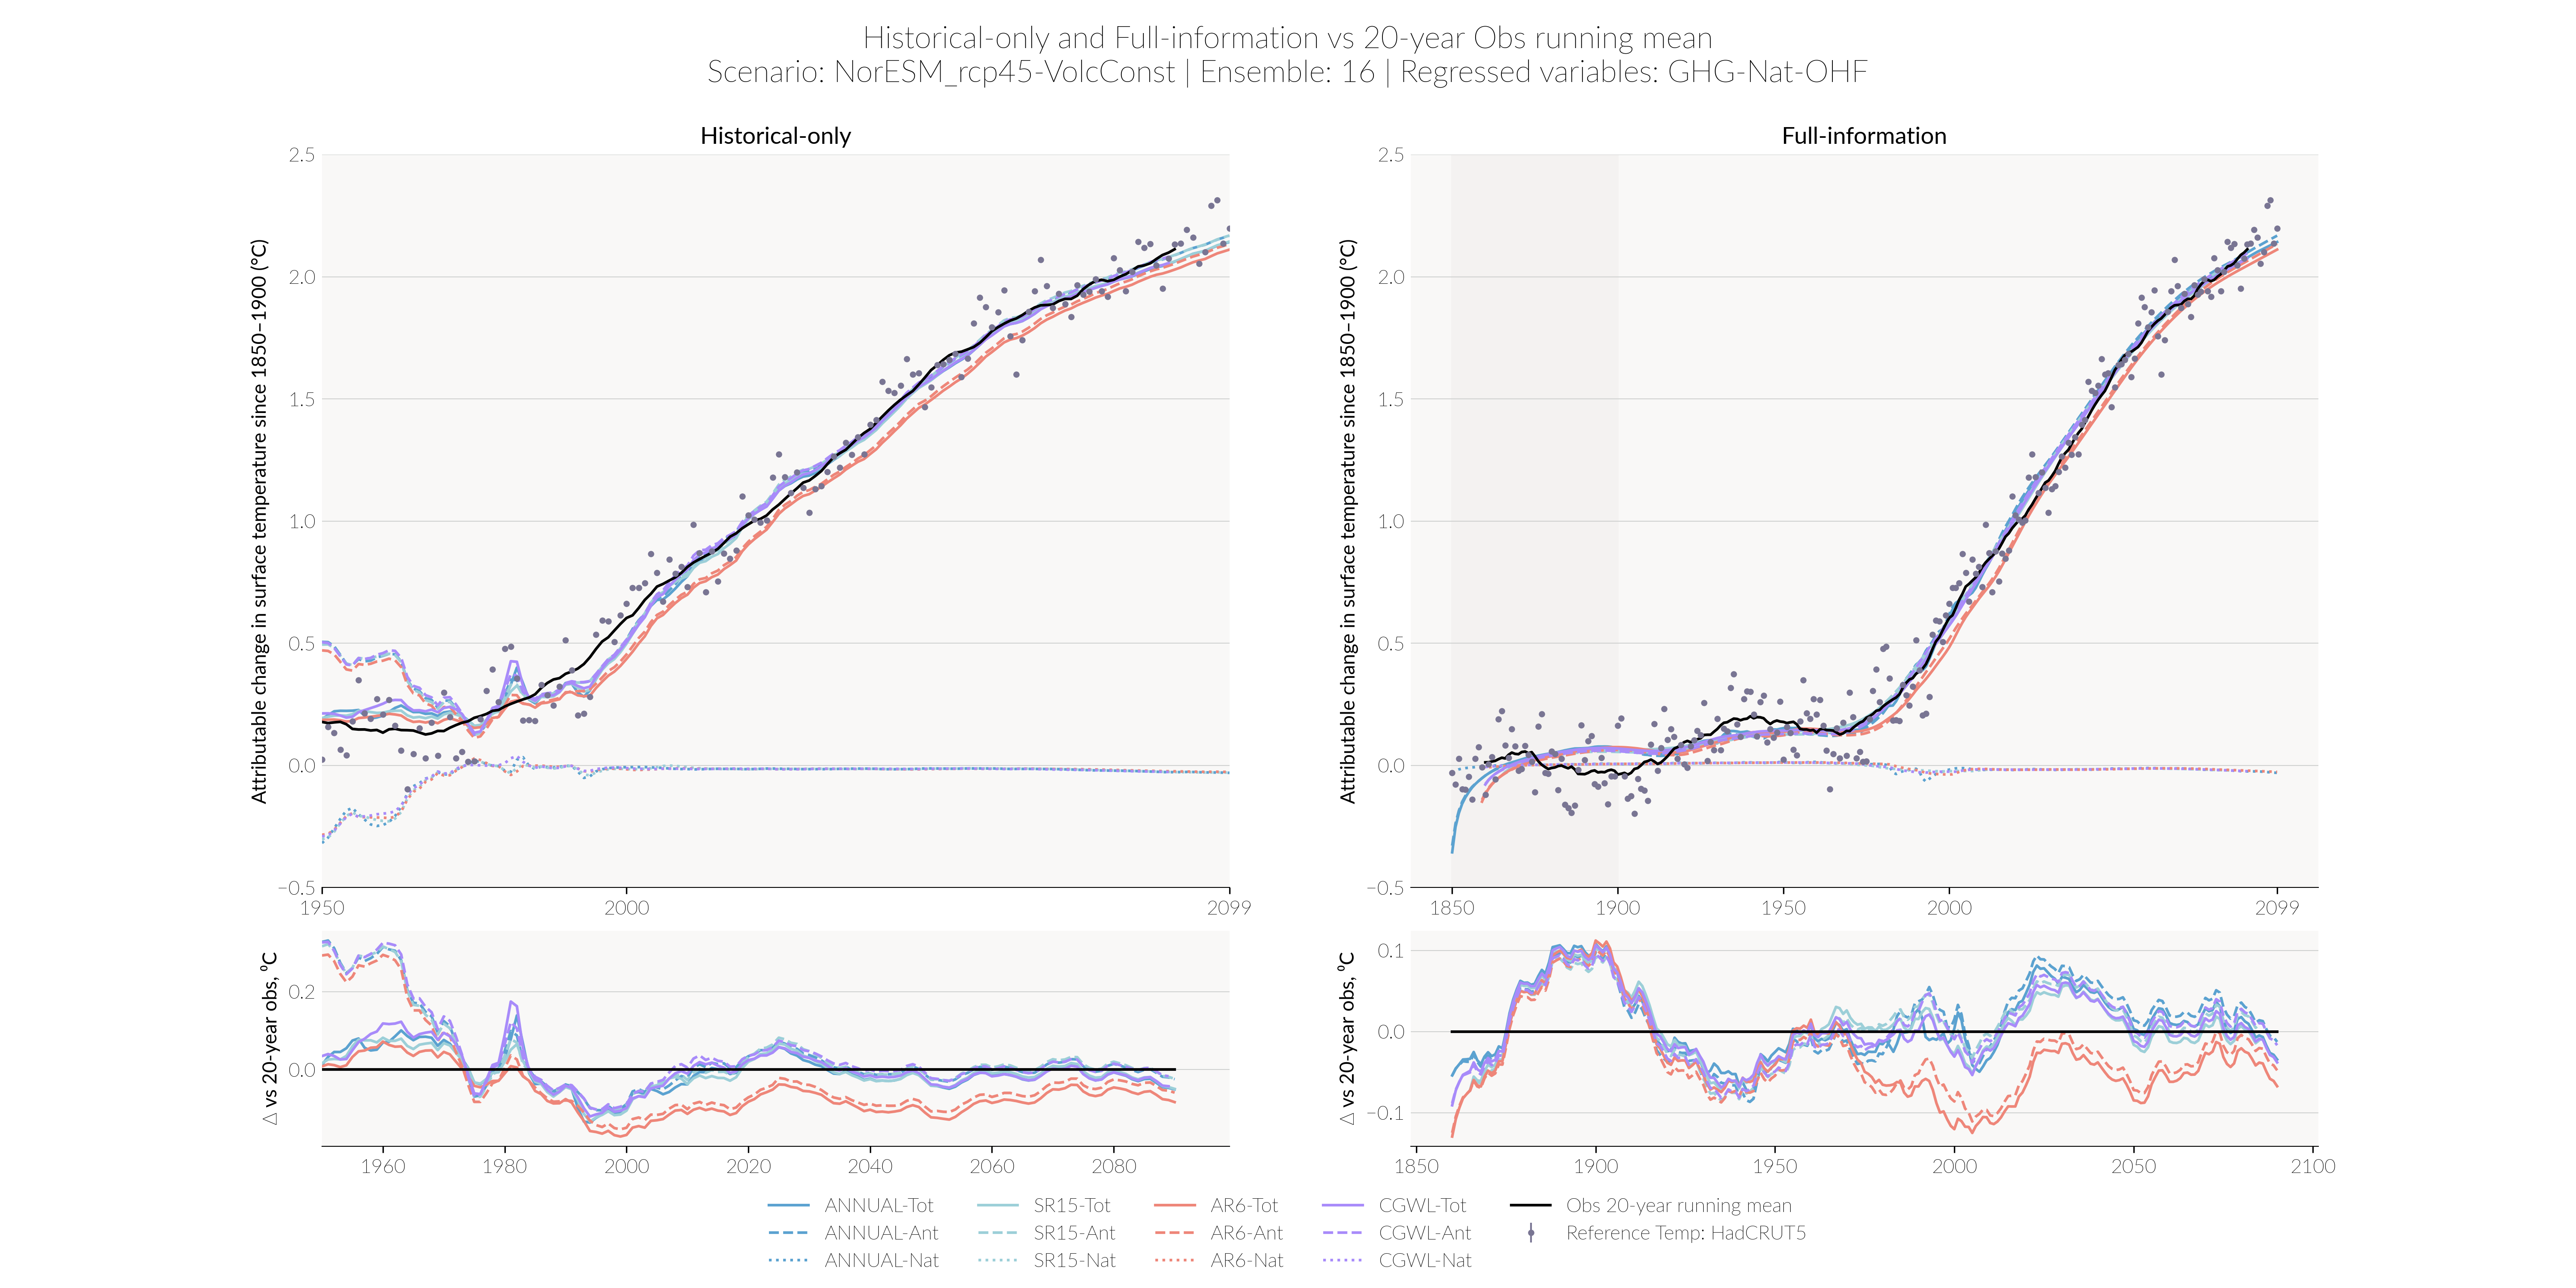 Historical-only and Full-information vs 20-year Obs running mean
Scenario: NorESM_rcp45-VolcConst | Ensemble: 16 | Regressed variables: GHG-Nat-OHF
Historical-only
Attributable change in surface temperature since 1850–1900 (°C)
2.5
2.0
1.5
1.0
0.5
0.0
−0.5
1950
2000
2099
Δ vs 20-year obs, °C
0.2
0.0
1960
1980
2000
2020
2040
2060
2080
Full-information
Attributable change in surface temperature since 1850–1900 (°C)
2.5
2.0
1.5
1.0
0.5
0.0
−0.5
1850
1900
1950
2000
2099
Δ vs 20-year obs, °C
0.1
0.0
−0.1
1850
1900
1950
2000
2050
2100
ANNUAL-Tot
ANNUAL-Ant
ANNUAL-Nat
SR15-Tot
SR15-Ant
SR15-Nat
AR6-Tot
AR6-Ant
AR6-Nat
CGWL-Tot
CGWL-Ant
CGWL-Nat
Obs 20-year running mean
Reference Temp: HadCRUT5